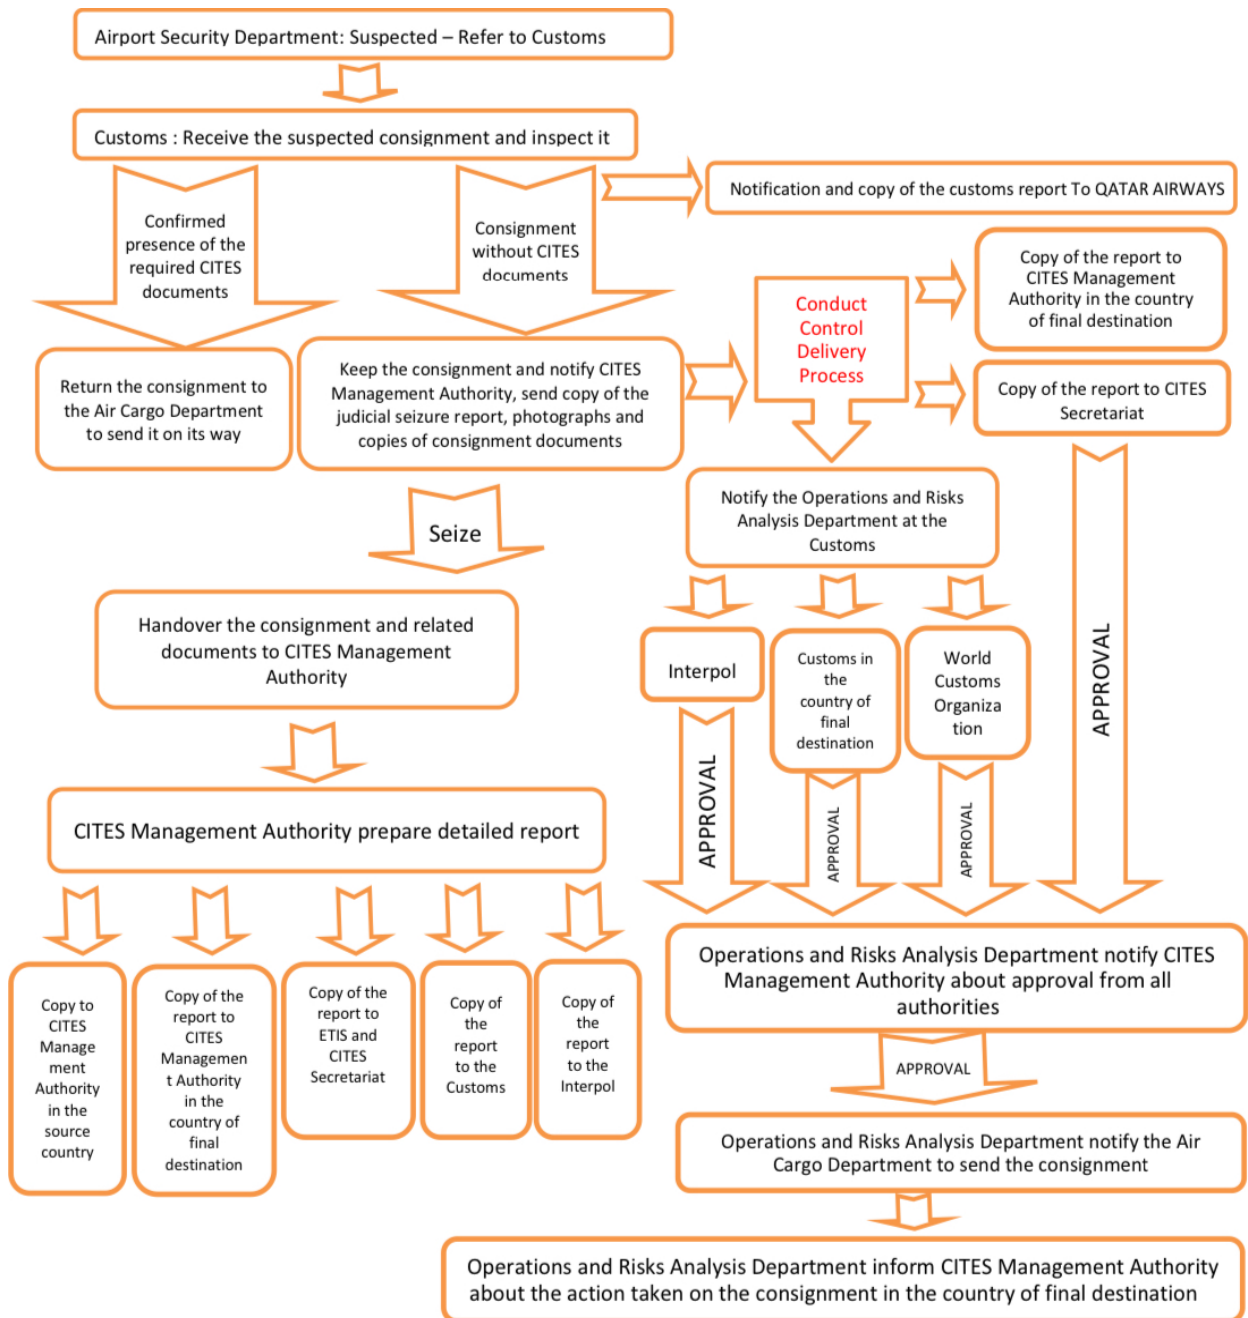 Airport Security Department: Suspected – Refer to Customs
Customs : Receive the suspected consignment and inspect it
Notification and copy of the customs report To QATAR AIRWAYS
Confirmed
presence of the
required CITES
documents
Consignment
without CITES
documents
Copy of the report to
CITES Management
Authority in the country
of final destination
Conduct
Control
Delivery
Process
Return the consignment to
the Air Cargo Department
to send it on its way
Keep the consignment and notify CITES
Management Authority, send copy of the
judicial seizure report, photographs and
copies of consignment documents
Copy of the report to CITES
Secretariat
Seize
Notify the Operations and Risks
Analysis Department at the
Customs
Handover the consignment and related
documents to CITES Management
Authority
Interpol
Customs in
the
country of
final
destination
World
Customs
Organiza
tion
APPROVAL
APPROVAL
APPROVAL
APPROVAL
CITES Management Authority prepare detailed report
Copy to
CITES
Manage
ment
Authority
in the
source
country
Copy of the
report to
CITES
Managemen
t Authority
in the
country of
final
destination
Copy of the
report to
ETIS and
CITES
Secretariat
Copy of
the
report
to the
Customs
Copy of
the
report
to the
Interpol
Operations and Risks Analysis Department notify CITES
Management Authority about approval from all
authorities
APPROVAL
Operations and Risks Analysis Department notify the Air
Cargo Department to send the consignment
Operations and Risks Analysis Department inform CITES Management Authority
about the action taken on the consignment in the country of final destination